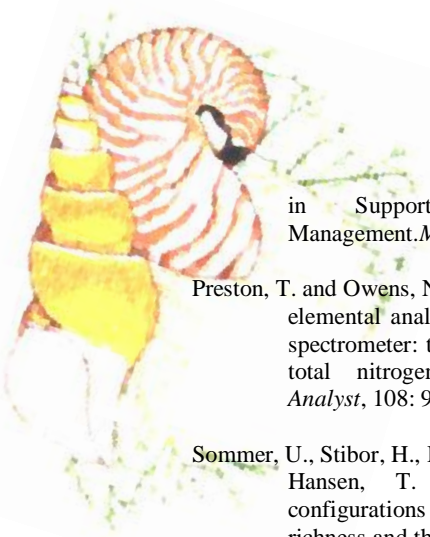 in Support
Management.M
Preston, T. and Owens, N
elemental anal
spectrometer: t
total nitrogen
Analyst, 108: 9
Sommer, U., Stibor, H.,
Hansen, T.
configurations
richness and th